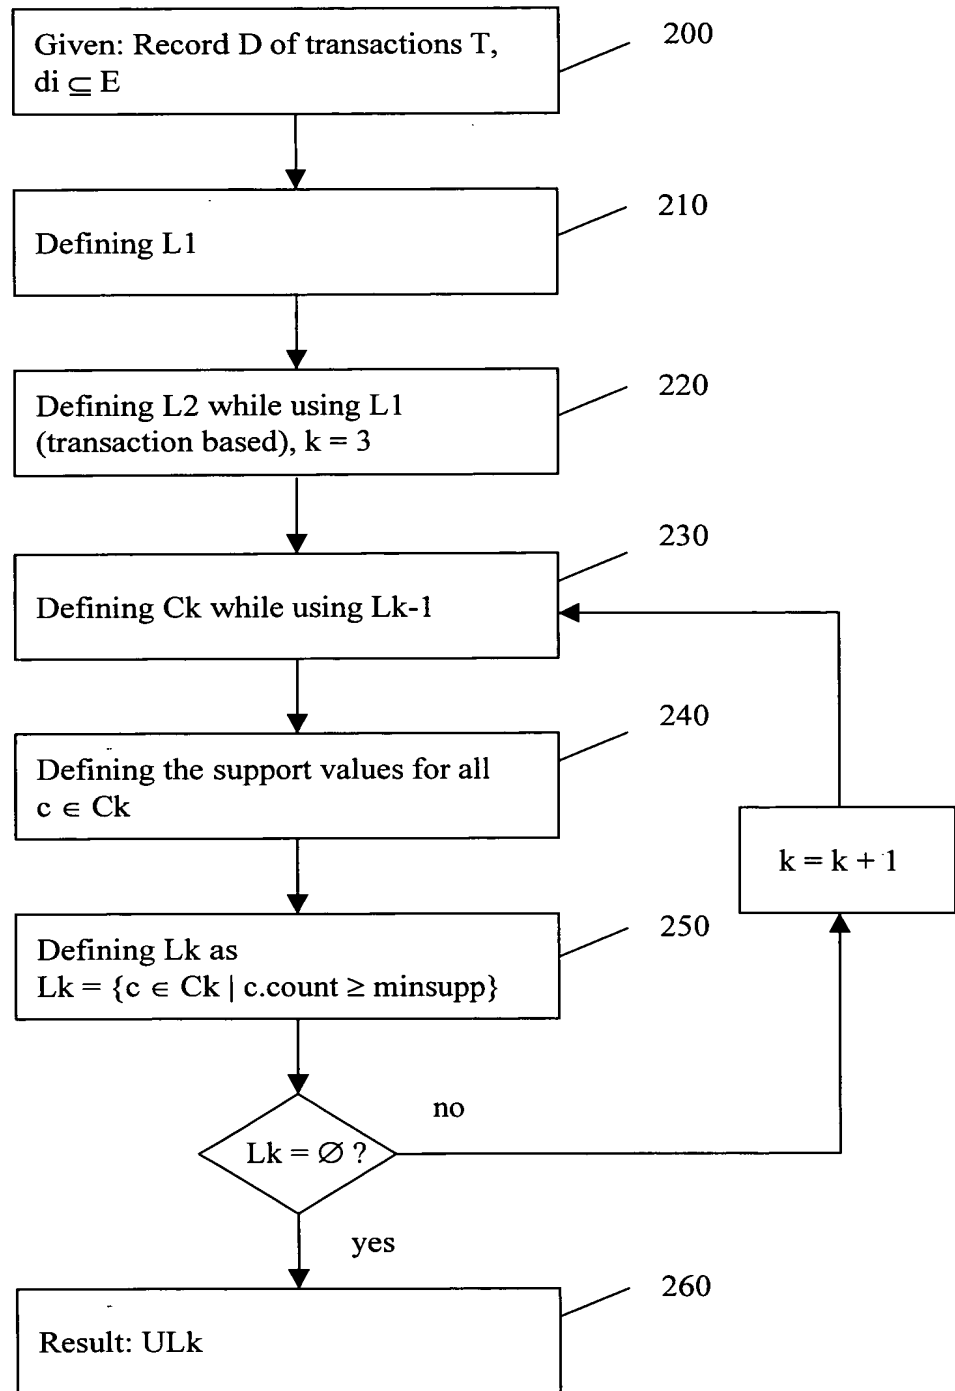 Given: Record D of transactions T,
di ⊆ E
200
Defining L1
210
Defining L2 while using L1
(transaction based), k = 3
220
Defining Ck while using Lk-1
230
Defining the support values for all
c ∈ Ck
240
k = k + 1
Defining Lk as
Lk = {c ∈ Ck | c.count ≥ minsupp}
250
Lk = ∅ ?
no
yes
Result: ULk
260